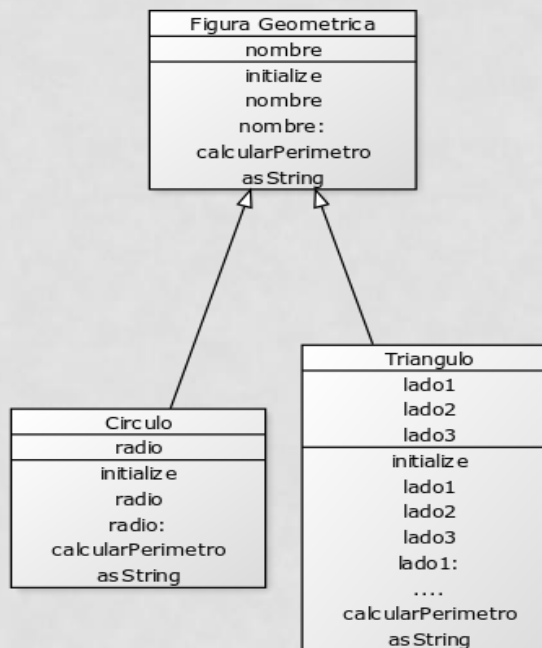 Figura Geometrica
nombre
initialize
nombre
nombre:
calcularPerimetro
asString
Circulo
radio
initialize
radio
radio:
calcularPerimetro
asString
Triangulo
lado1
lado2
lado3
initialize
lado1
lado2
lado3
lado1:
....
calcularPerimetro
asString